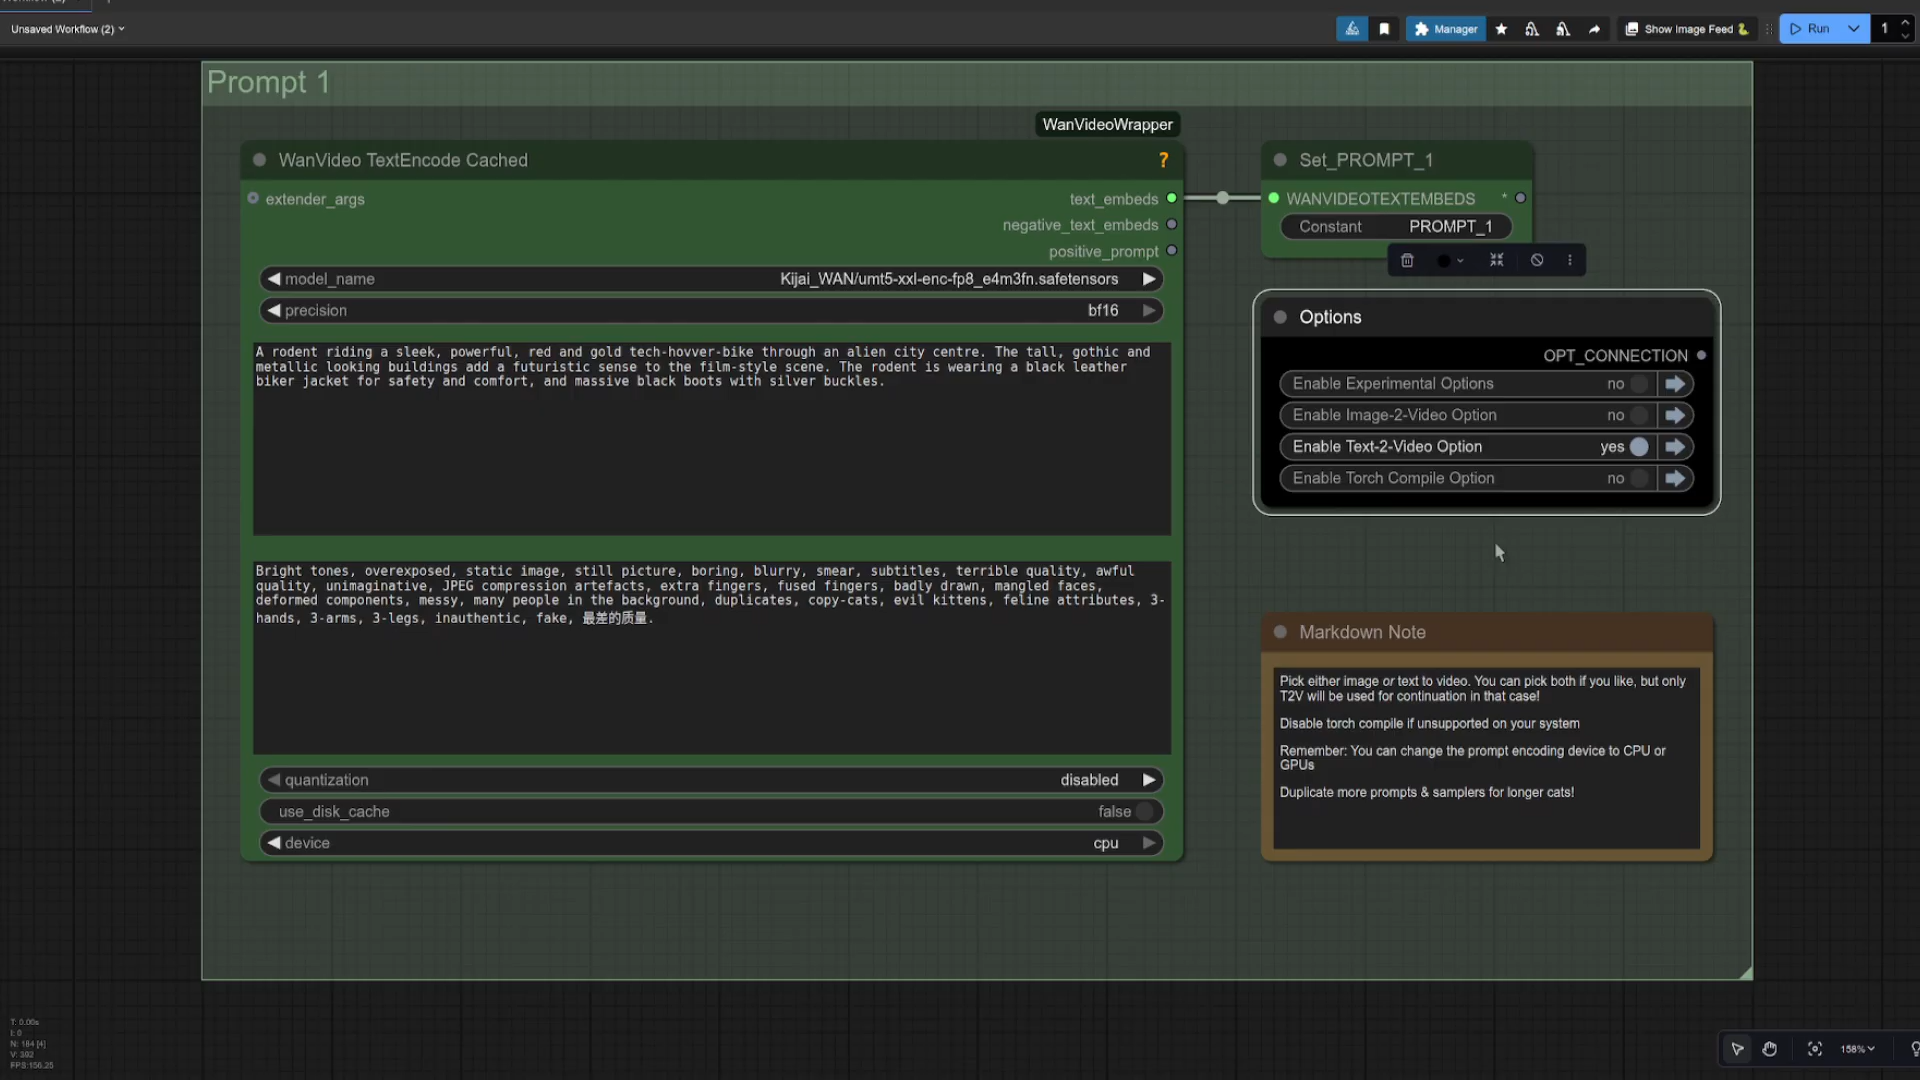 Unsaved Workflow (2)
Manager
Show Image Feed
Run
1
Prompt 1
WanVideoWrapper
WanVideo TextEncode Cached
?
extender_args
text_embeds
negative_text_embeds
positive_prompt
model_name
Kijai_WAN/umt5-xxl-enc-fp8_e4m3fn.safetensors
precision
bf16
A rodent riding a sleek, powerful, red and gold tech-hovver-bike through an alien city centre. The tall, gothic and
metallic looking buildings add a futuristic sense to the film-style scene. The rodent is wearing a black leather
biker jacket for safety and comfort, and massive black boots with silver buckles.
Bright tones, overexposed, static image, still picture, boring, blurry, smear, subtitles, terrible quality, awful
quality, unimaginative, JPEG compression artefacts, extra fingers, fused fingers, badly drawn, mangled faces,
deformed components, messy, many people in the background, duplicates, copy-cats, evil kittens, feline attributes, 3-
hands, 3-arms, 3-legs, inauthentic, fake, 最差的质量.
quantization
disabled
use_disk_cache
false
device
cpu
Set_PROMPT_1
WANVIDEOTEXTEMBEDS
*
Constant
PROMPT_1
Options
OPT_CONNECTION
Enable Experimental Options
no
Enable Image-2-Video Option
no
Enable Text-2-Video Option
yes
Enable Torch Compile Option
no
Markdown Note
Pick either image or text to video. You can pick both if you like, but only
T2V will be used for continuation in that case!
Disable torch compile if unsupported on your system
Remember: You can change the prompt encoding device to CPU or
GPUs
Duplicate more prompts & samplers for longer cats!
T: 0.00s
I: 0
N: 184 [4]
V: 392
FPS:156.25
158%